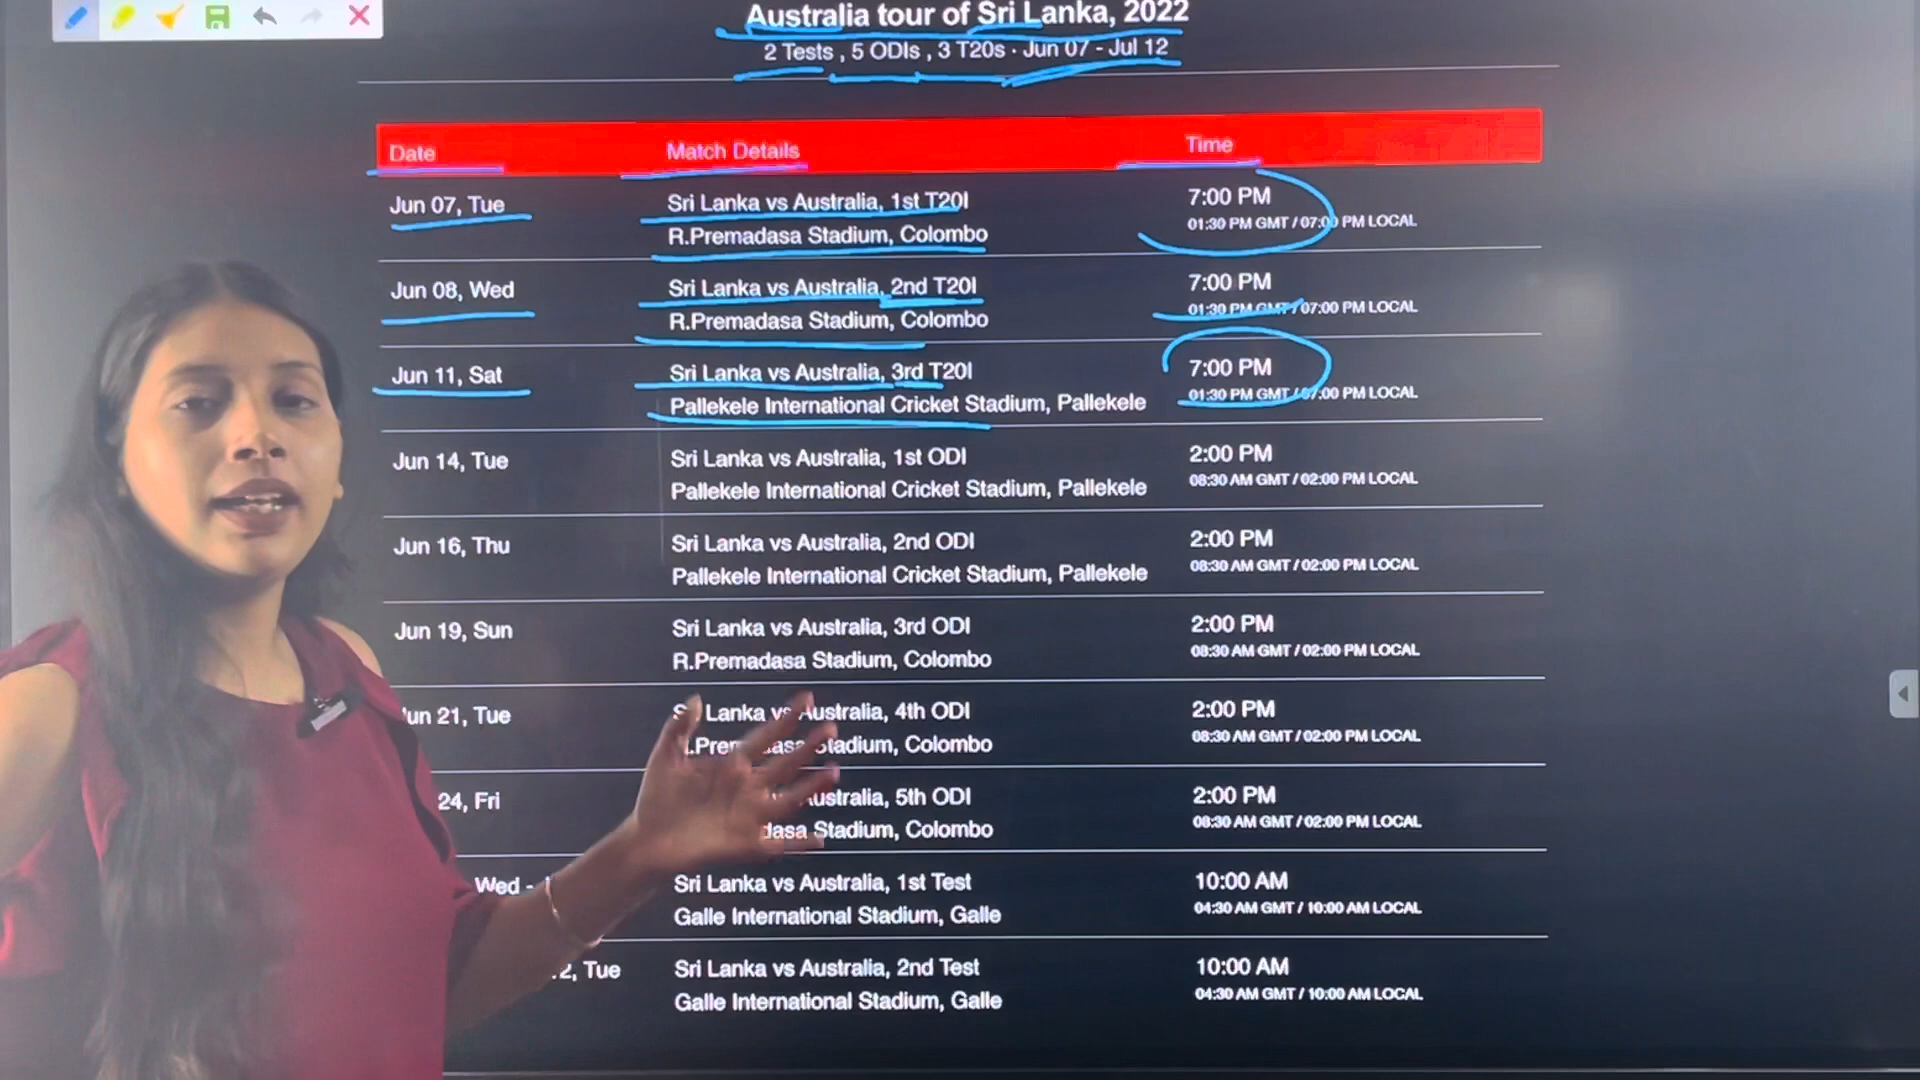 Australia tour of Sri Lanka, 2022
2 Tests , 5 ODIs , 3 T20s · Jun 07 - Jul 12
Date Match Details Time
Jun 07, Tue Sri Lanka vs Australia, 1st T20I 7:00 PM
R.Premadasa Stadium, Colombo 01:30 PM GMT / 07:00 PM LOCAL
Jun 08, Wed Sri Lanka vs Australia, 2nd T20I 7:00 PM
R.Premadasa Stadium, Colombo 01:30 PM GMT / 07:00 PM LOCAL
Jun 11, Sat Sri Lanka vs Australia, 3rd T20I 7:00 PM
Pallekele International Cricket Stadium, Pallekele 01:30 PM GMT / 07:00 PM LOCAL
Jun 14, Tue Sri Lanka vs Australia, 1st ODI 2:00 PM
Pallekele International Cricket Stadium, Pallekele 08:30 AM GMT / 02:00 PM LOCAL
Jun 16, Thu Sri Lanka vs Australia, 2nd ODI 2:00 PM
Pallekele International Cricket Stadium, Pallekele 08:30 AM GMT / 02:00 PM LOCAL
Jun 19, Sun Sri Lanka vs Australia, 3rd ODI 2:00 PM
R.Premadasa Stadium, Colombo 08:30 AM GMT / 02:00 PM LOCAL
Jun 21, Tue Lanka vs Australia, 4th ODI 2:00 PM
Stadium, Colombo 08:30 AM GMT / 02:00 PM LOCAL
24, Fri Australia, 5th ODI 2:00 PM
Stadium, Colombo 08:30 AM GMT / 02:00 PM LOCAL
Wed - Sri Lanka vs Australia, 1st Test 10:00 AM
Galle International Stadium, Galle 04:30 AM GMT / 10:00 AM LOCAL
Tue Sri Lanka vs Australia, 2nd Test 10:00 AM
Galle International Stadium, Galle 04:30 AM GMT / 10:00 AM LOCAL